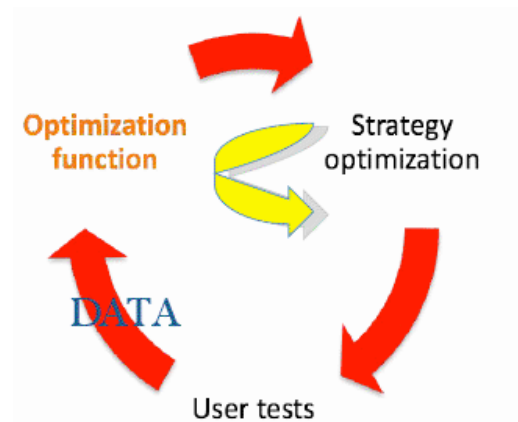 Optimization
function
Strategy
optimization
DATA
User tests